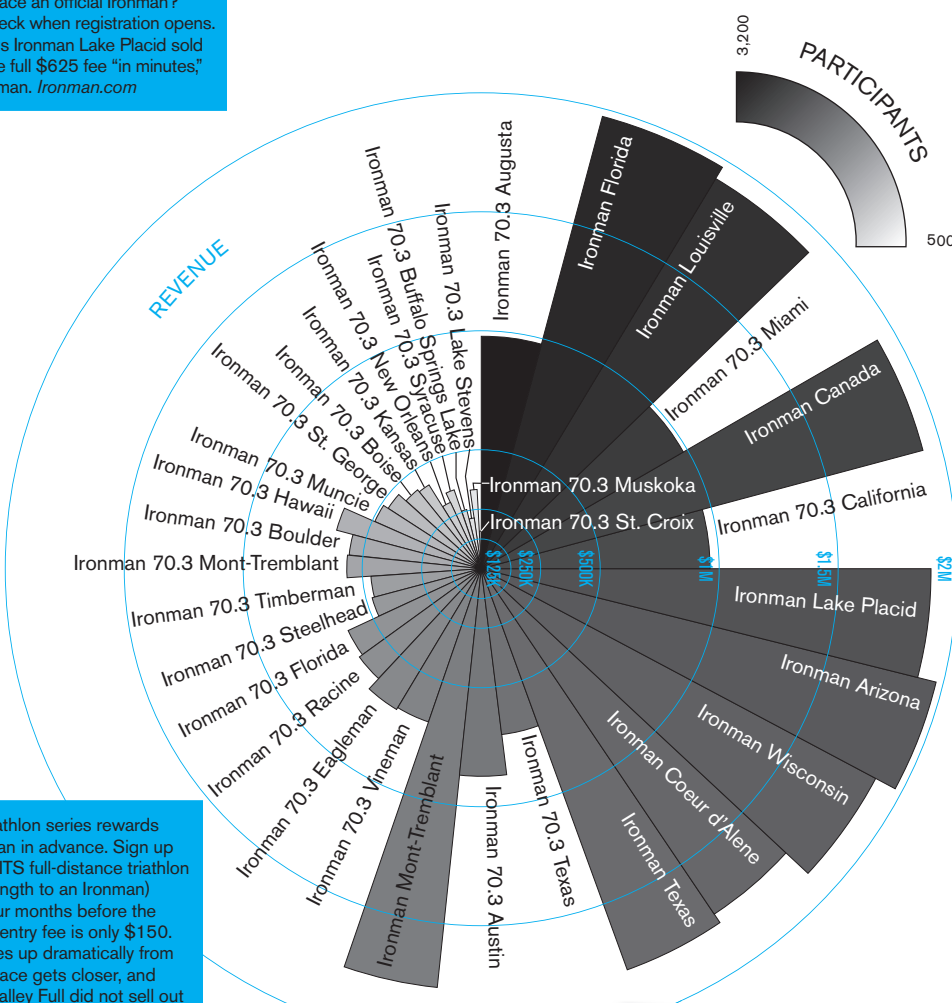 ace an official Ironman?
eck when registration opens.
s Ironman Lake Placid sold
e full $625 fee “in minutes,”
man. Ironman.com
3,200
PARTICIPANTS
500
REVENUE
Ironman 70.3 Augusta
Ironman Florida
Ironman Louisville
Ironman 70.3 Miami
Ironman Canada
Ironman 70.3 California
Ironman Lake Placid
Ironman Arizona
Ironman Wisconsin
Ironman Coeur d’Alene
Ironman Texas
Ironman 70.3 Texas
Ironman 70.3 Austin
Ironman Mont-Tremblant
Ironman 70.3 Vineman
Ironman 70.3 Eagleman
Ironman 70.3 Racine
Ironman 70.3 Florida
Ironman 70.3 Steelhead
Ironman 70.3 Timberman
Ironman 70.3 Mont-Tremblant
Ironman 70.3 Boulder
Ironman 70.3 Hawaii
Ironman 70.3 Muncie
Ironman 70.3 St. George
Ironman 70.3 Boise
Ironman 70.3 Kansas
Ironman 70.3 New Orleans
Ironman 70.3 Syracuse
Ironman 70.3 Buffalo Springs Lake
Ironman 70.3 Lake Stevens
Ironman 70.3 Muskoka
Ironman 70.3 St. Croix
$125K
$250K
$500K
$1M
$1.5M
$2M
athlon series rewards
an in advance. Sign up
ITS full-distance triathlon
ngth to an Ironman)
ur months before the
entry fee is only $150.
es up dramatically from
ace gets closer, and
alley Full did not sell out